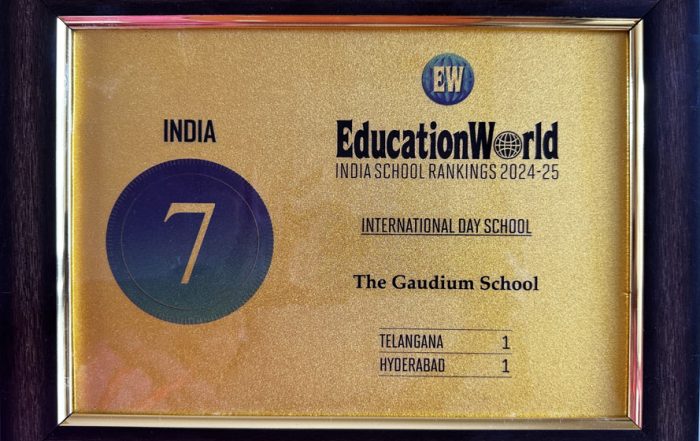 INDIA
7
EW
EducationWorld
INDIA SCHOOL RANKINGS 2024-25
INTERNATIONAL DAY SCHOOL
The Gaudium School
TELANGANA 1
HYDERABAD 1